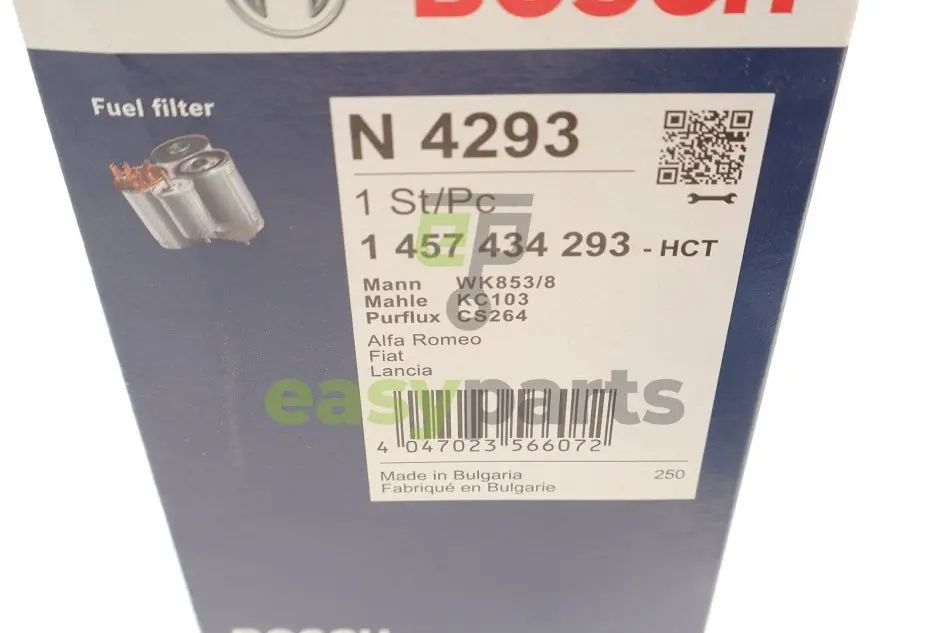 BOSCH
Fuel filter
N 4293
1 St/Pc
1 457 434 293 - HCT
Mann WK853/8
Mahle KC103
Purflux CS264
Alfa Romeo
Fiat
Lancia
easyparts
4 047023 566072
Made in Bulgaria 250
Fabriqué en Bulgarie
BOSCH